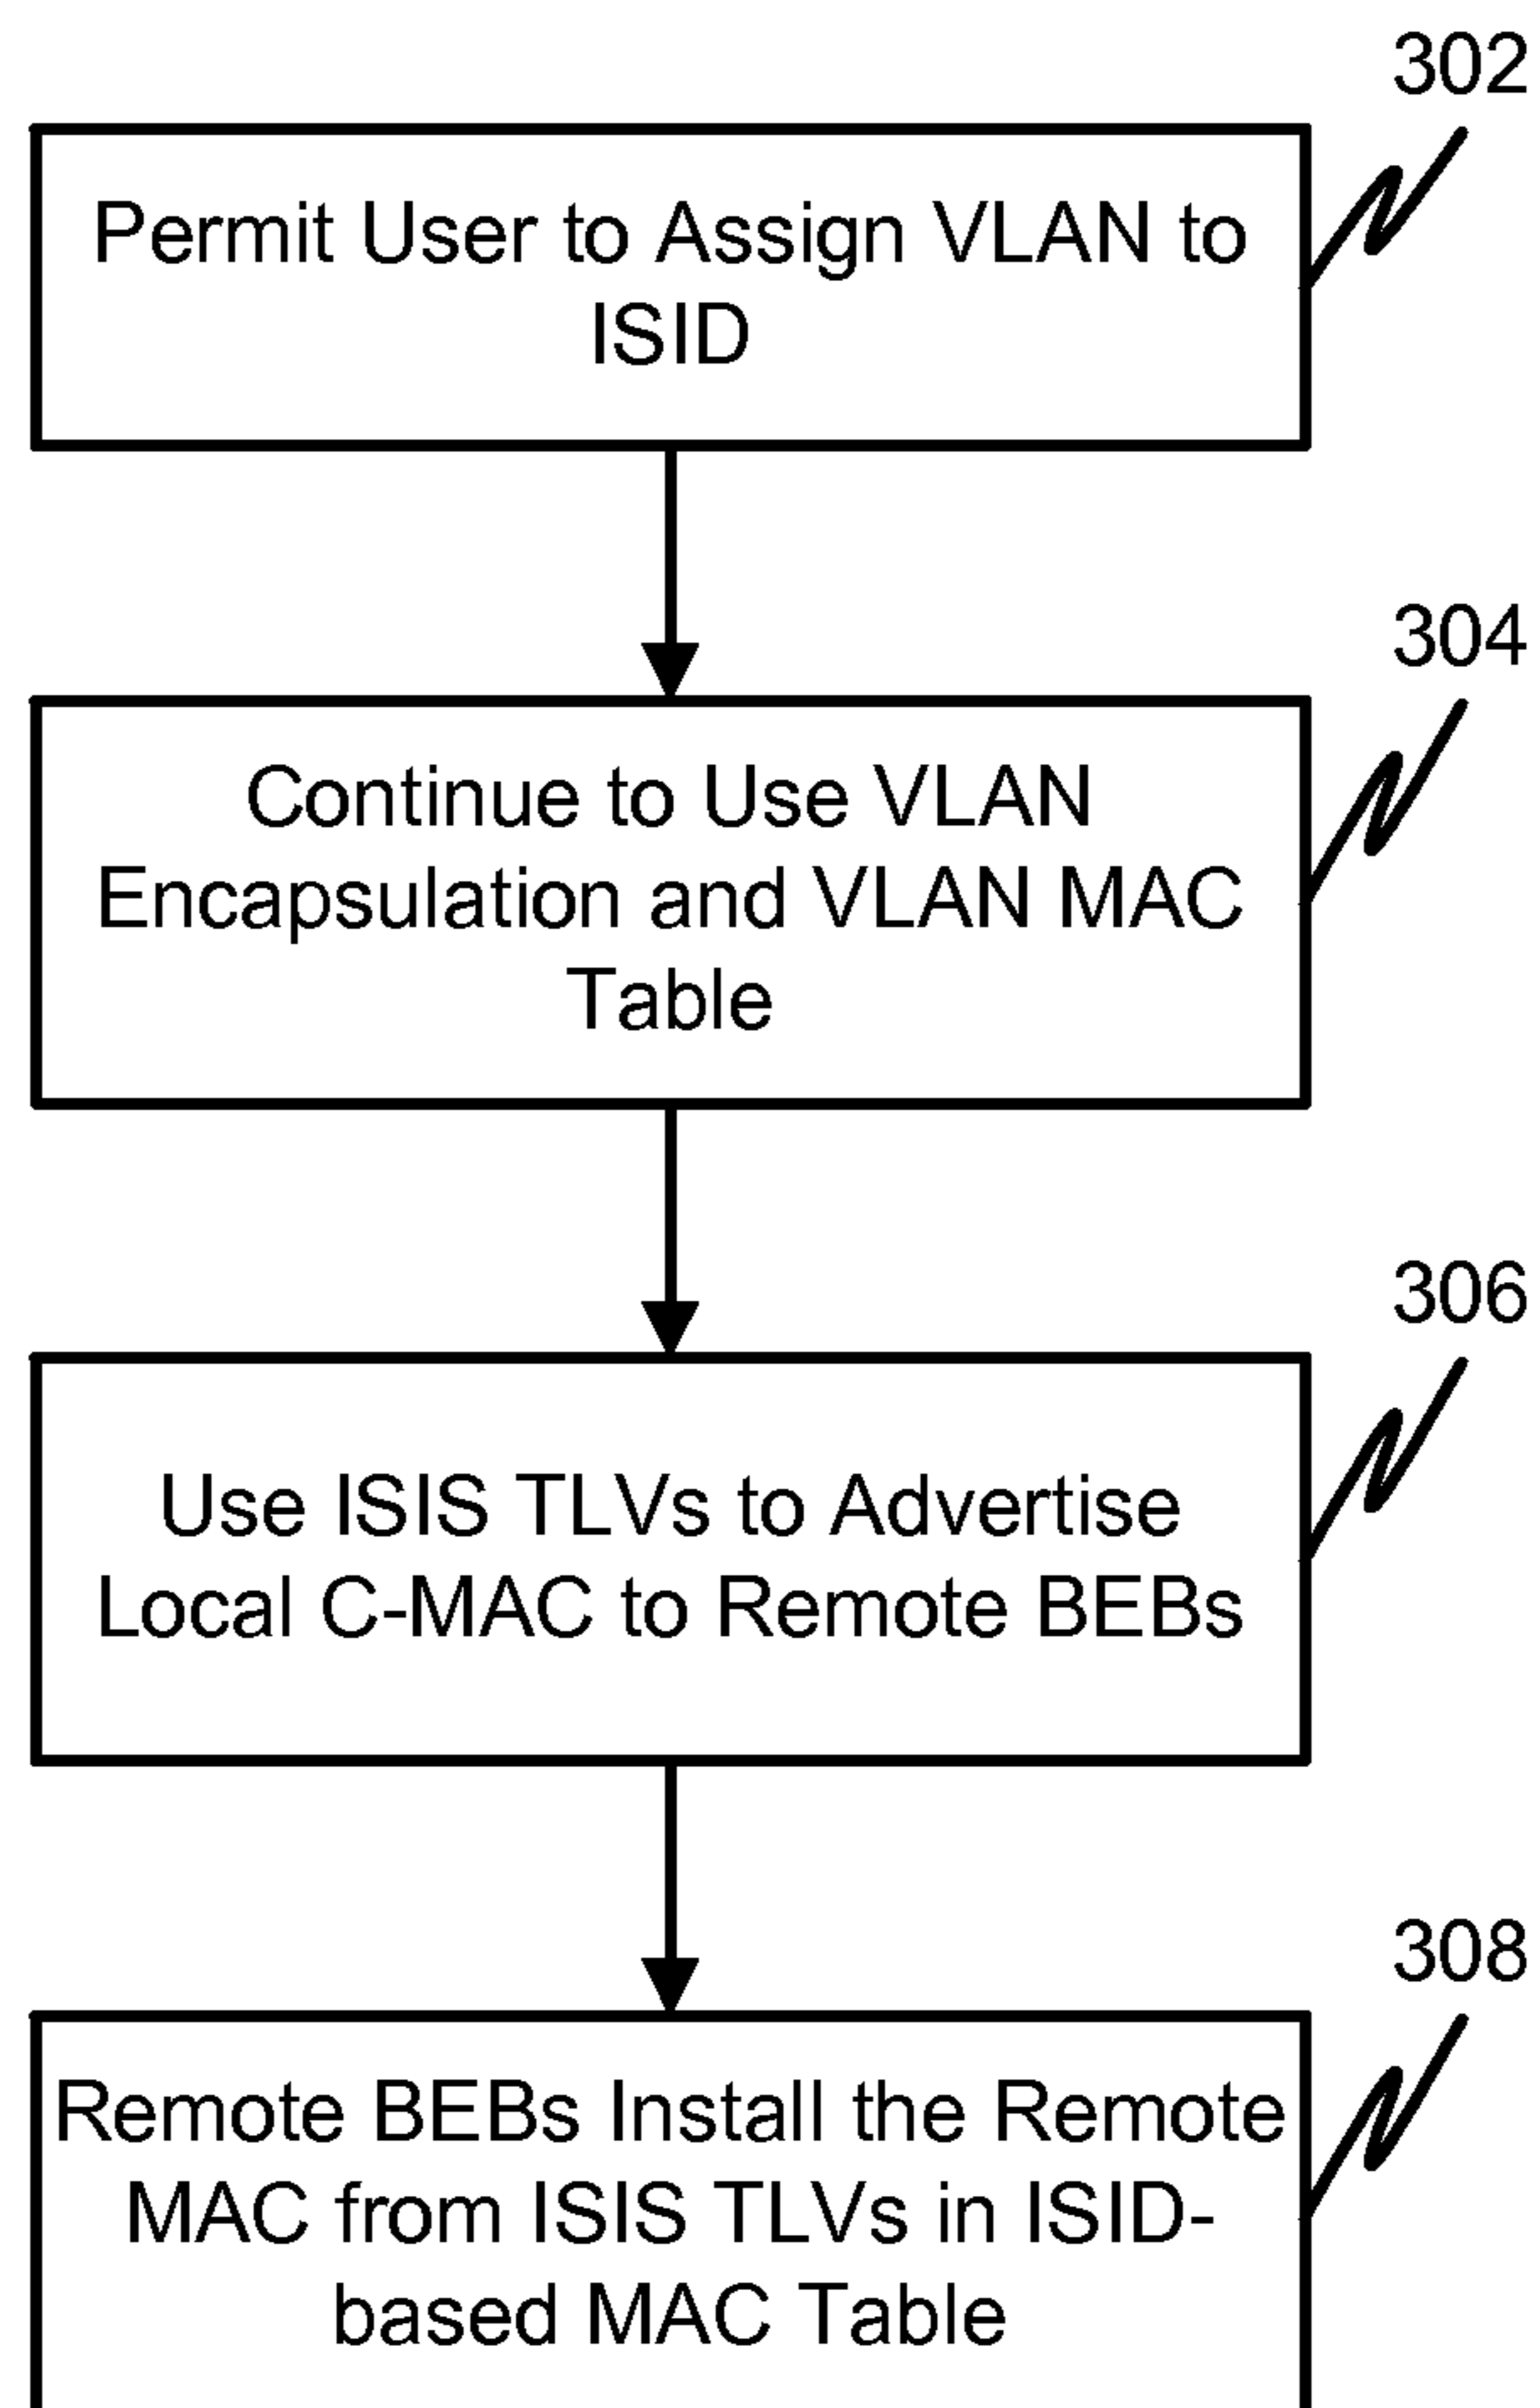 302
Permit User to Assign VLAN to
ISID
304
Continue to Use VLAN
Encapsulation and VLAN MAC
Table
306
Use ISIS TLVs to Advertise
Local C-MAC to Remote BEBs
308
Remote BEBs Install the Remote
MAC from ISIS TLVs in ISID-
based MAC Table